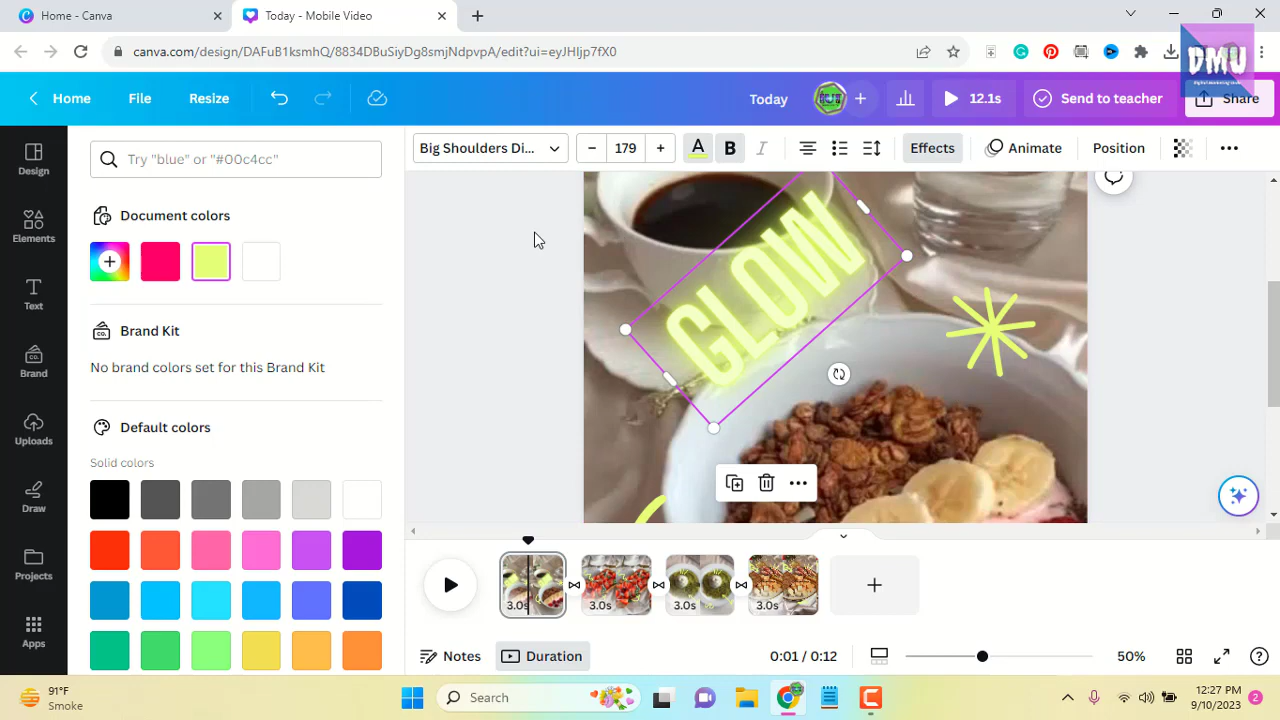 Home - Canva
Today - Mobile Video
canva.com/design/DAFuB1ksmhQ/8834DBuSiyDg8smjNdpvpA/edit?ui=eyJHIjp7fX0
DMU
Home
File
Resize
Today
12.1s
Send to teacher
Share
Design
Elements
Text
Brand
Uploads
Draw
Projects
Apps
Try "blue" or "#00c4cc"
Document colors
Brand Kit
CO.
No brand colors set for this Brand Kit
Default colors
Solid colors
Big Shoulders Di...
179
A
B
I
Effects
Animate
Position
GLOW
3.0s
3.0s
3.0s
3.0s
Notes
Duration
0:01 / 0:12
50%
91°F
Smoke
Search
12:27 PM
9/10/2023
2